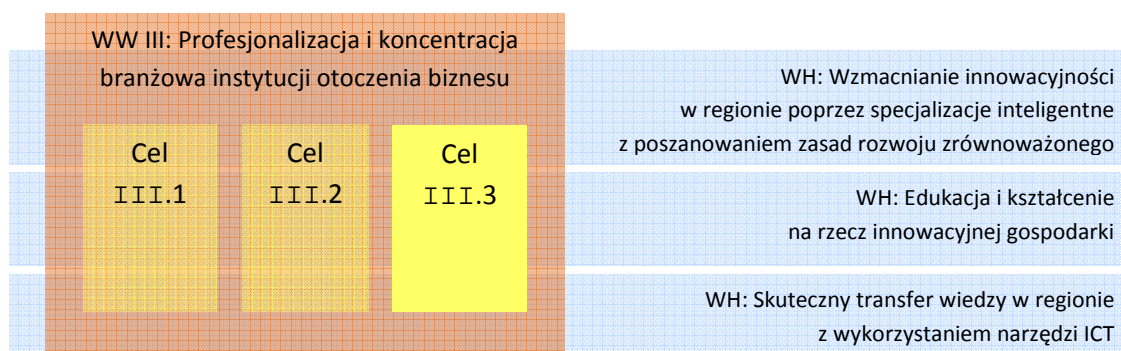 WW III: Profesjonalizacja i koncentracja
branżowa instytucji otoczenia biznesu
Cel
III.1
Cel
III.2
Cel
III.3
WH: Wzmacnianie innowacyjności
w regionie poprzez specjalizacje inteligentne
z poszanowaniem zasad rozwoju zrównoważonego
WH: Edukacja i kształcenie
na rzecz innowacyjnej gospodarki
WH: Skuteczny transfer wiedzy w regionie
z wykorzystaniem narzędzi ICT